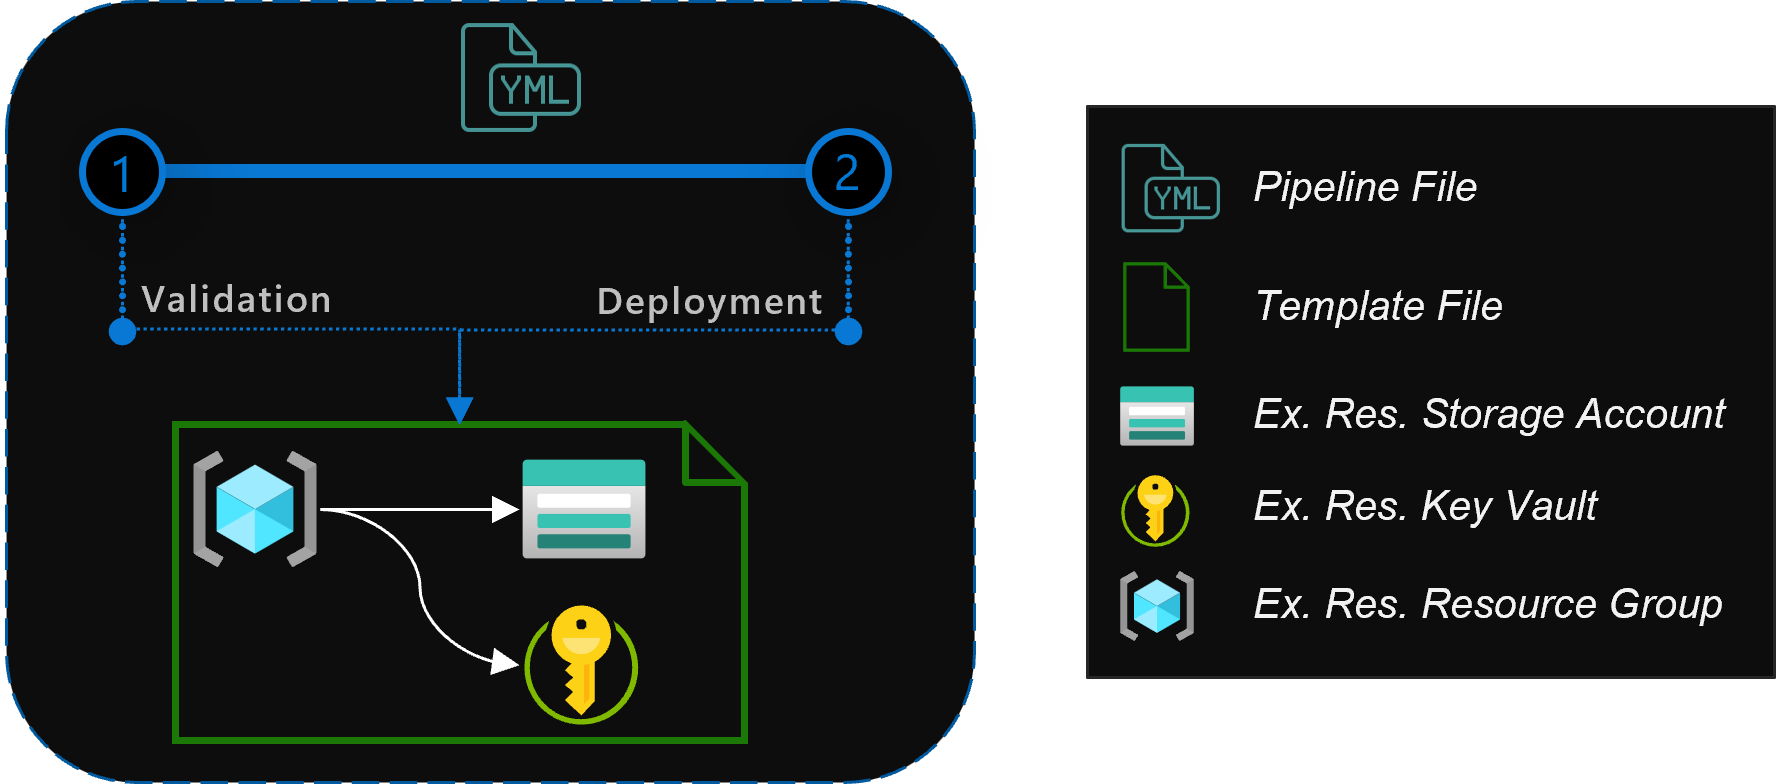 YML
1
2
Validation
Deployment
YML
Pipeline File
Template File
Ex. Res. Storage Account
Ex. Res. Key Vault
Ex. Res. Resource Group